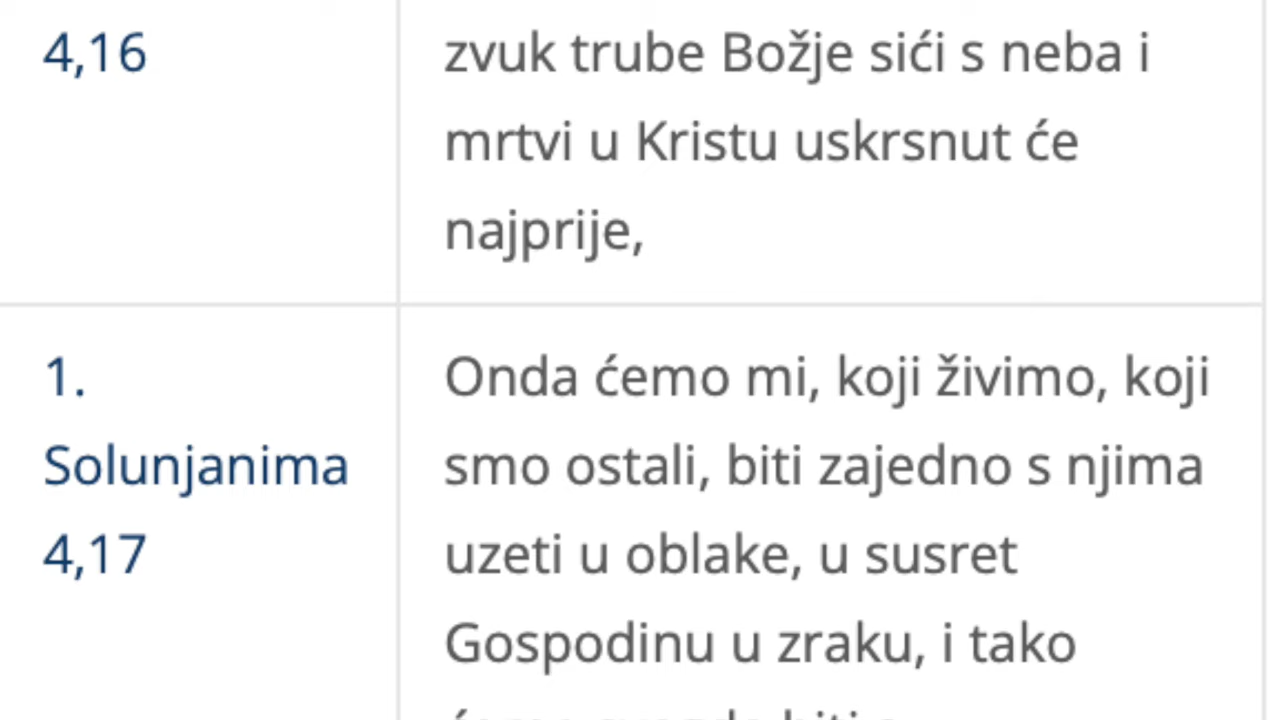 4,16
zvuk trube Božje sići s neba i
mrtvi u Kristu uskrsnut će
najprije,
1.
Solunjanima
4,17
Onda ćemo mi, koji živimo, koji
smo ostali, biti zajedno s njima
uzeti u oblake, u susret
Gospodinu u zraku, i tako